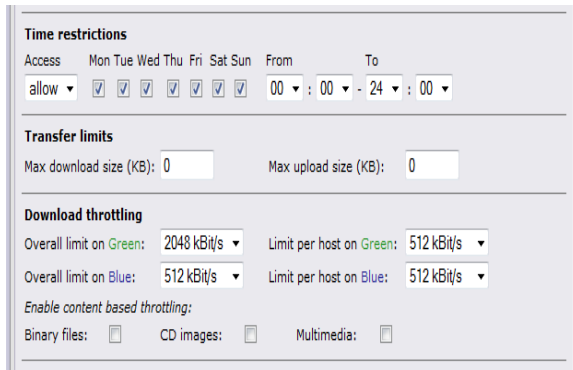 Time restrictions
Access Mon Tue Wed Thu Fri Sat Sun From To
allow 00 : 00 - 24 : 00
Transfer limits
Max download size (KB): 0 Max upload size (KB): 0
Download throttling
Overall limit on Green: 2048 kBit/s Limit per host on Green: 512 kBit/s
Overall limit on Blue: 512 kBit/s Limit per host on Blue: 512 kBit/s
Enable content based throttling:
Binary files: CD images: Multimedia: